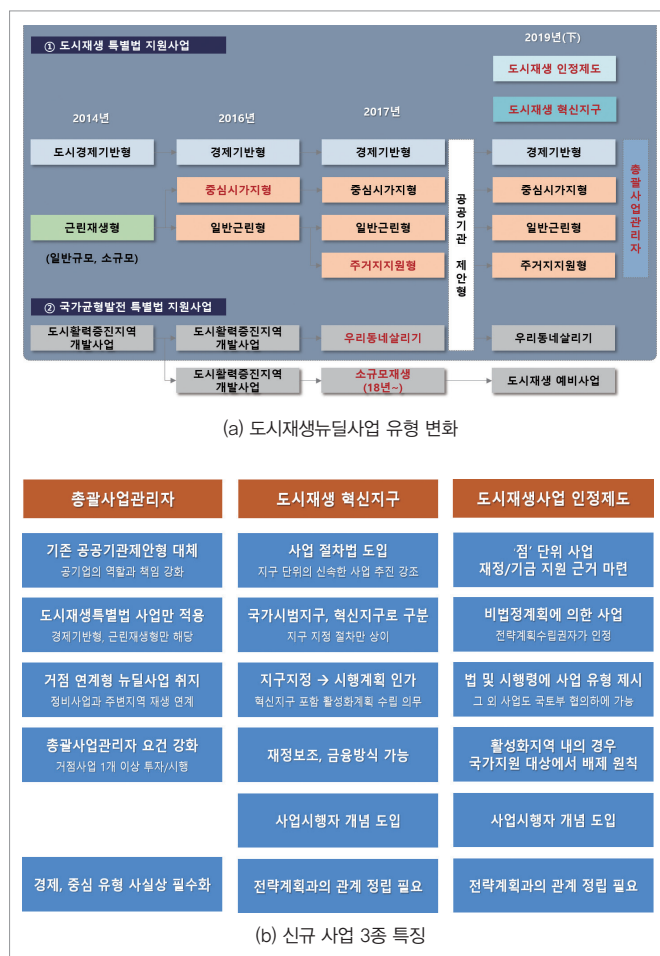 ① 도시재생 특별법 지원사업
2019년(下)
도시재생 인정제도
도시재생 혁신지구
2014년
2016년
2017년
도시경제기반형
경제기반형
경제기반형
경제기반형
중심시가지형
중심시가지형
중심시가지형
근린재생형
일반근린형
일반근린형
일반근린형
(일반규모, 소규모)
주거지지원형
주거지지원형
공공기관 제안형
총괄사업관리자
② 국가균형발전 특별법 지원사업
도시활력증진지역
개발사업
도시활력증진지역
개발사업
우리동네살리기
우리동네살리기
도시활력증진지역
개발사업
소규모재생
(18년~)
도시재생 예비사업
(a) 도시재생뉴딜사업 유형 변화
총괄사업관리자
도시재생 혁신지구
도시재생사업 인정제도
기존 공공기관제안형 대체
공기업의 역할과 책임 강화
사업 절차법 도입
지구 단위의 신속한 사업 추진 강조
‘점’ 단위 사업
재정/기금 지원 근거 마련
도시재생특별법 사업만 적용
경제기반형, 근린재생형만 해당
국가시범지구, 혁신지구로 구분
지구 지정 절차만 상이
비법정계획에 의한 사업
전략계획수립권자가 인정
거점 연계형 뉴딜사업 취지
정비사업과 주변지역 재생 연계
지구지정 → 시행계획 인가
혁신지구 포함 활성화계획 수립 의무
법 및 시행령에 사업 유형 제시
그 외 사업도 국토부 협의하에 가능
총괄사업관리자 요건 강화
거점사업 1개 이상 투자/시행
재정보조, 금융방식 가능
활성화지역 내의 경우
국가지원 대상에서 배제 원칙
사업시행자 개념 도입
사업시행자 개념 도입
경제, 중심 유형 사실상 필수화
전략계획과의 관계 정립 필요
전략계획과의 관계 정립 필요
(b) 신규 사업 3종 특징